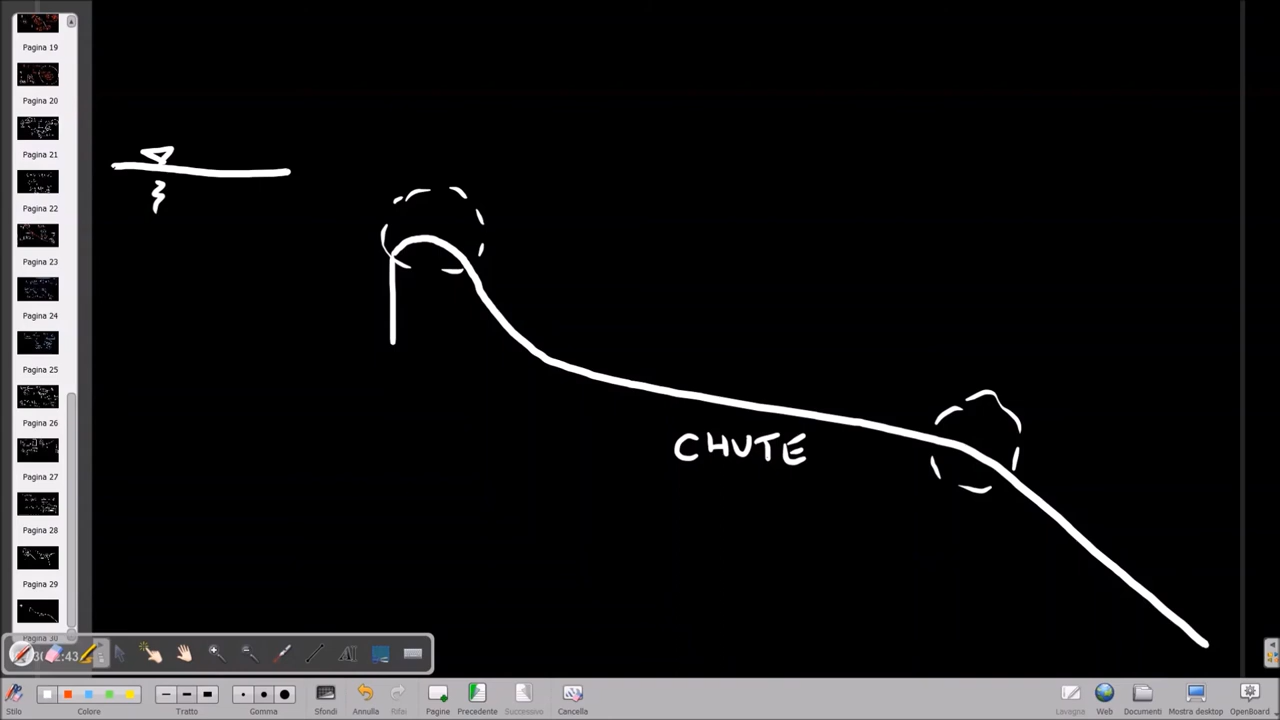 Pagina 19
Pagina 20
Pagina 21
Pagina 22
Pagina 23
Pagina 24
Pagina 25
Pagina 26
Pagina 27
Pagina 28
Pagina 29
Pagina 30
CHUTE
Stilo
Colore
Tratto
Gomma
Sfondi
Annulla
Rifai
Pagine
Precedente
Successivo
Cancella
Lavagna
Web
Documenti
Mostra desktop
OpenBoard